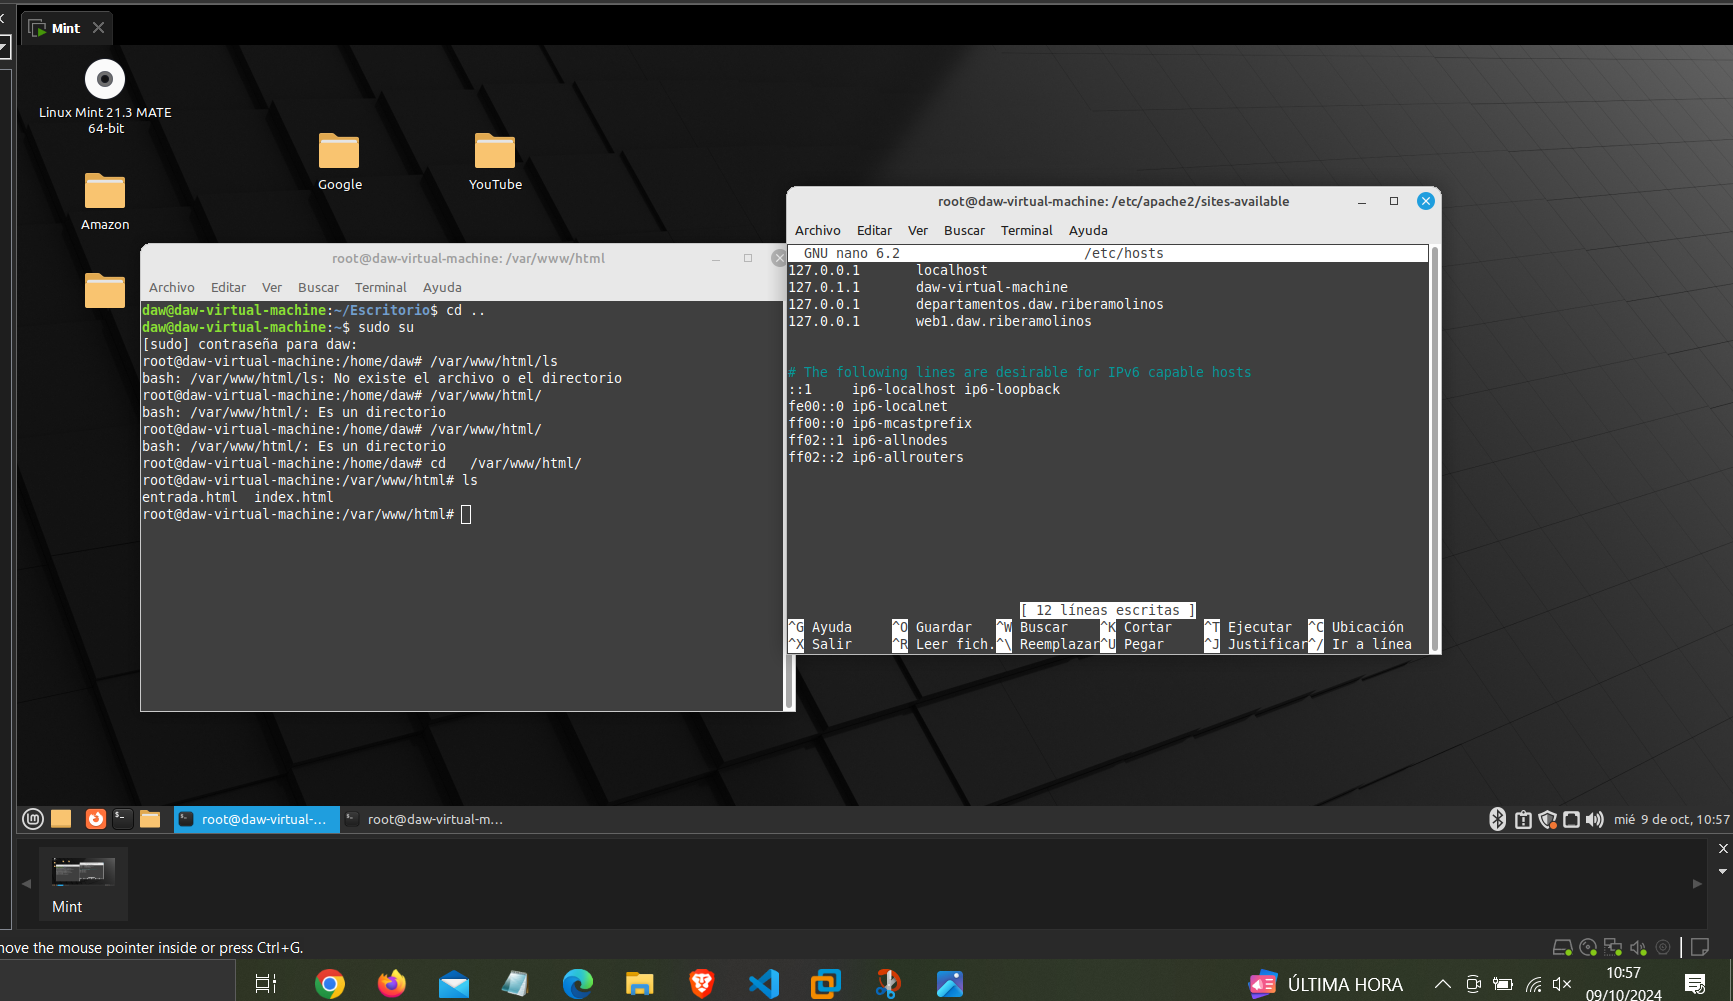 Mint
Linux Mint 21.3 MATE
64-bit
Google
YouTube
Amazon
root@daw-virtual-machine: /var/www/html
Archivo Editar Ver Buscar Terminal Ayuda
daw@daw-virtual-machine:~/Escritorio$ cd ..
daw@daw-virtual-machine:~$ sudo su
[sudo] contraseña para daw:
root@daw-virtual-machine:/home/daw# /var/www/html/ls
bash: /var/www/html/ls: No existe el archivo o el directorio
root@daw-virtual-machine:/home/daw# /var/www/html/
bash: /var/www/html/: Es un directorio
root@daw-virtual-machine:/home/daw# /var/www/html/
bash: /var/www/html/: Es un directorio
root@daw-virtual-machine:/home/daw# cd   /var/www/html/
root@daw-virtual-machine:/var/www/html# ls
entrada.html  index.html
root@daw-virtual-machine:/var/www/html#
root@daw-virtual-machine: /etc/apache2/sites-available
Archivo Editar Ver Buscar Terminal Ayuda
GNU nano 6.2 /etc/hosts
127.0.0.1 localhost
127.0.1.1 daw-virtual-machine
127.0.0.1 departamentos.daw.riberamolinos
127.0.0.1 web1.daw.riberamolinos
# The following lines are desirable for IPv6 capable hosts
::1 ip6-localhost ip6-loopback
fe00::0 ip6-localnet
ff00::0 ip6-mcastprefix
ff02::1 ip6-allnodes
ff02::2 ip6-allrouters
[ 12 líneas escritas ]
^G Ayuda ^O Guardar ^W Buscar ^K Cortar ^T Ejecutar ^C Ubicación
^X Salir ^R Leer fich. ^\ Reemplazar ^U Pegar ^J Justificar ^/ Ir a línea
root@daw-virtual-... root@daw-virtual-m... mié 9 de oct, 10:57
Mint
move the mouse pointer inside or press Ctrl+G.
ÚLTIMA HORA
10:57
09/10/2024